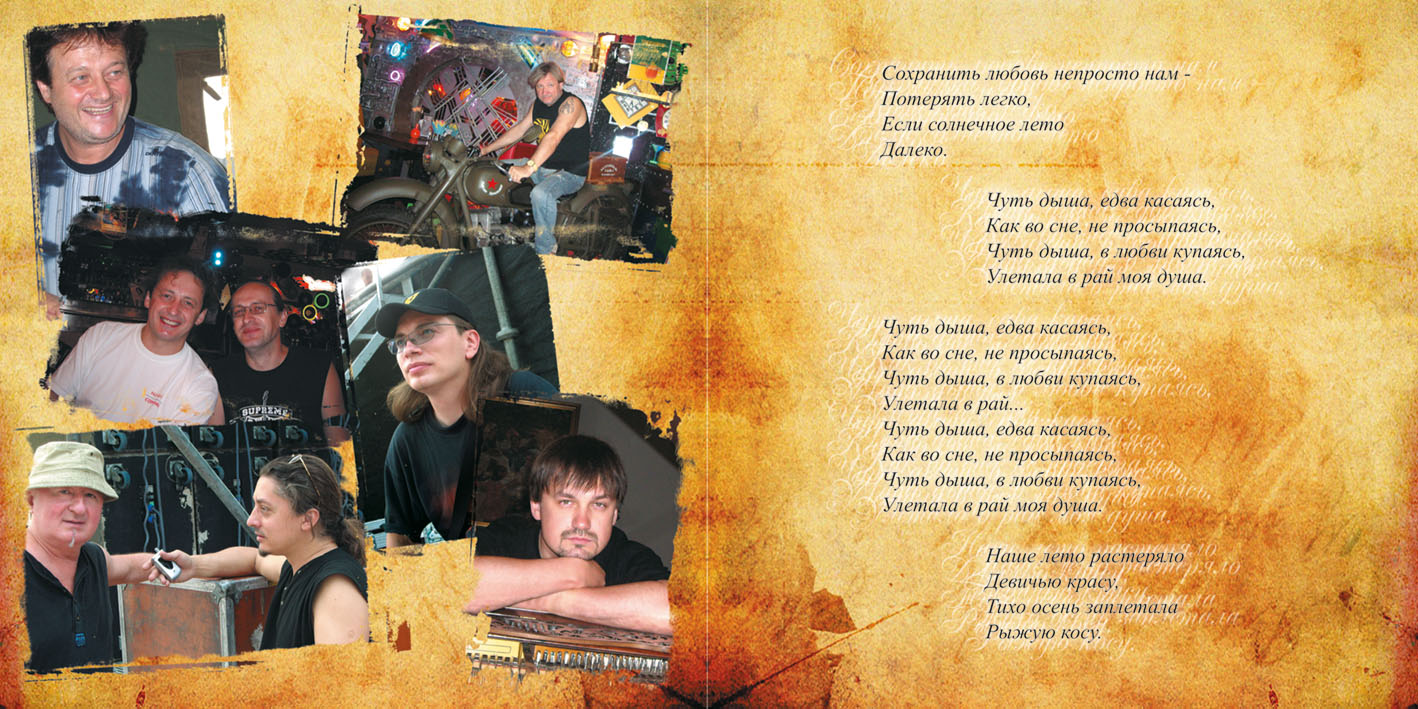 SUPREME
Сохранить любовь непросто нам -
Потерять легко,
Если солнечное лето
Далеко.
Чуть дыша, едва касаясь,
Как во сне, не просыпаясь,
Чуть дыша, в любви купаясь,
Улетала в рай моя душа.
Чуть дыша, едва касаясь,
Как во сне, не просыпаясь,
Чуть дыша, в любви купаясь,
Улетала в рай...
Чуть дыша, едва касаясь,
Как во сне, не просыпаясь,
Чуть дыша, в любви купаясь,
Улетала в рай моя душа.
Наше лето растеряло
Девичью красу,
Тихо осень заплетала
Рыжую косу.